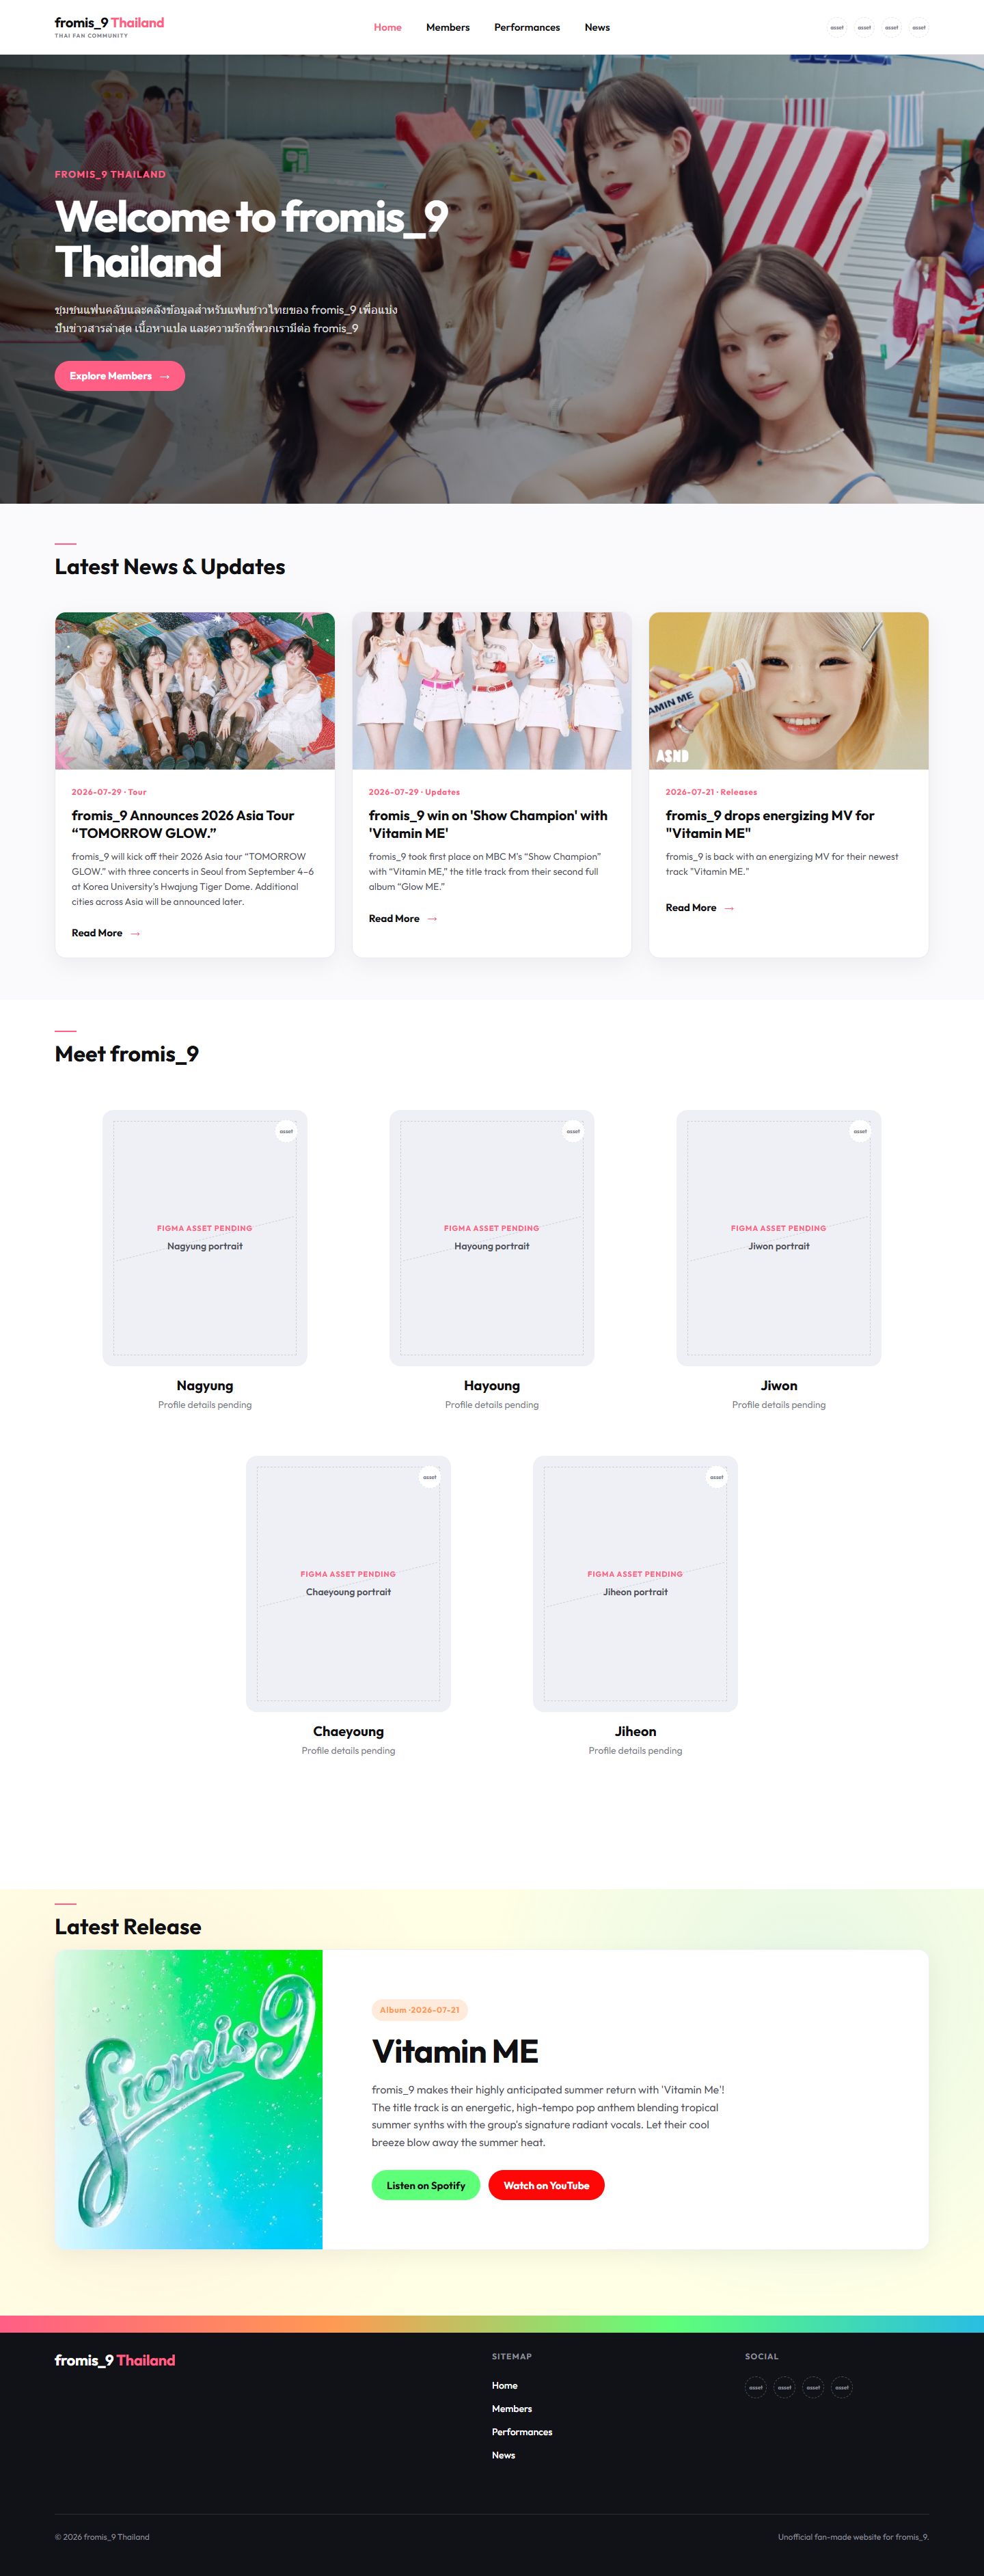 fromis_9 Thailand
THAI FAN COMMUNITY
Home
Members
Performances
News
asset
asset
asset
asset
FROMIS_9 THAILAND
Welcome to fromis_9
Thailand
ชุมชนแฟนคลับและคลังข้อมูลสำหรับแฟนชาวไทยของ fromis_9 เพื่อแบ่ง
ปันข่าวสารล่าสุด เนื้อหาแปล และความรักที่พวกเรามีต่อ fromis_9
Explore Members →
Latest News & Updates
2026-07-29 · Tour
fromis_9 Announces 2026 Asia Tour
“TOMORROW GLOW.”
fromis_9 will kick off their 2026 Asia tour “TOMORROW
GLOW.” with three concerts in Seoul from September 4–6
at Korea University’s Hwajung Tiger Dome. Additional
cities across Asia will be announced later.
Read More →
2026-07-29 · Updates
fromis_9 win on 'Show Champion' with
'Vitamin ME'
fromis_9 took first place on MBC M’s “Show Champion”
with “Vitamin ME,” the title track from their second full
album “Glow ME.”
Read More →
AMIN ME
ASND
2026-07-21 · Releases
fromis_9 drops energizing MV for
"Vitamin ME"
fromis_9 is back with an energizing MV for their newest
track "Vitamin ME."
Read More →
Meet fromis_9
asset
FIGMA ASSET PENDING
Nagyung portrait
Nagyung
Profile details pending
asset
FIGMA ASSET PENDING
Hayoung portrait
Hayoung
Profile details pending
asset
FIGMA ASSET PENDING
Jiwon portrait
Jiwon
Profile details pending
asset
FIGMA ASSET PENDING
Chaeyoung portrait
Chaeyoung
Profile details pending
asset
FIGMA ASSET PENDING
Jiheon portrait
Jiheon
Profile details pending
Latest Release
fromis9
Album ·2026-07-21
Vitamin ME
fromis_9 makes their highly anticipated summer return with 'Vitamin Me'!
The title track is an energetic, high-tempo pop anthem blending tropical
summer synths with the group's signature radiant vocals. Let their cool
breeze blow away the summer heat.
Listen on Spotify
Watch on YouTube
fromis_9 Thailand
SITEMAP
Home
Members
Performances
News
SOCIAL
asset
asset
asset
asset
© 2026 fromis_9 Thailand
Unofficial fan-made website for fromis_9.